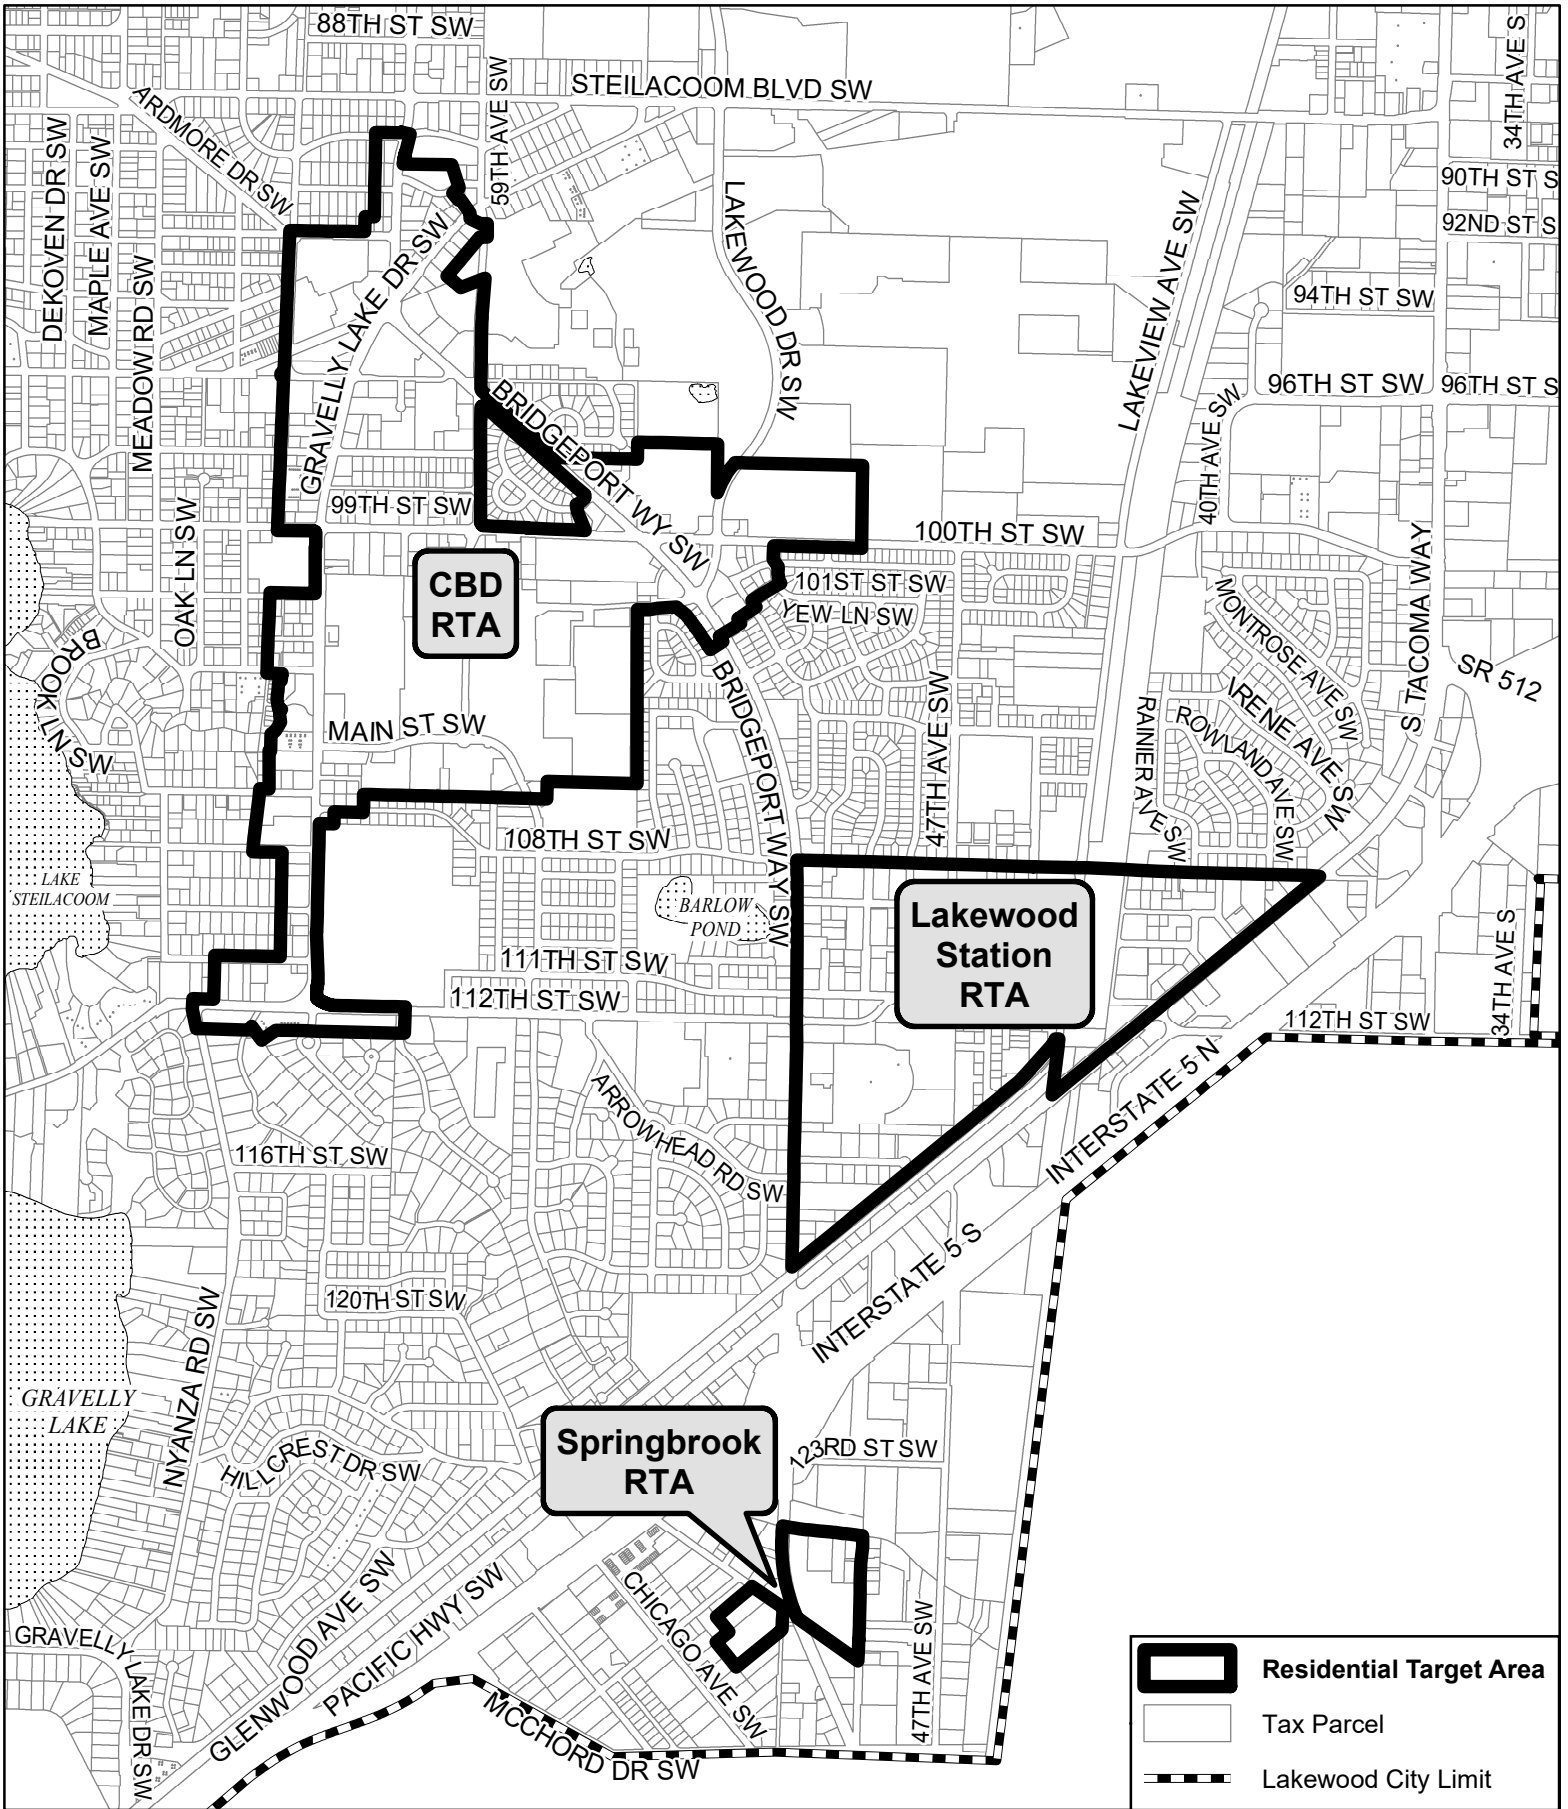 88TH ST SW
STEILACOOM BLVD SW
59TH AVE SW
34TH AVE S
ARDMORE DR SW
DEKOVEN DR SW
MAPLE AVE SW
MEADOW RD SW
90TH ST S
92ND ST S
LAKEWOOD DR SW
LAKEVIEW AVE SW
GRAVELLY LAKE DR SW
94TH ST SW
96TH ST SW
96TH ST S
BRIDGEPORT WY SW
40TH AVE SW
99TH ST SW
OAK LN SW
100TH ST SW
S TACOMA WAY
CBD
RTA
101ST ST SW
YEW LN SW
MONTROSE AVE SW
BROOK LN SW
SR 512
IRENE AVE SW
ROWLAND AVE SW
RAINIER AVE SW
47TH AVE SW
BRIDGEPORT WAY SW
MAIN ST SW
108TH ST SW
LAKE
STEILACOOM
BARLOW
POND
Lakewood
Station
RTA
34TH AVE S
111TH ST SW
112TH ST SW
112TH ST SW
INTERSTATE 5 N
ARROWHEAD RD SW
116TH ST SW
INTERSTATE 5 S
120TH ST SW
NYANZA RD SW
GRAVELLY
LAKE
HILLCREST DR SW
Springbrook
RTA
123RD ST SW
CHICAGO AVE SW
47TH AVE SW
GLENWOOD AVE SW
PACIFIC HWY SW
GRAVELLY LAKE DR SW
MCCHORD DR SW
Residential Target Area
Tax Parcel
Lakewood City Limit